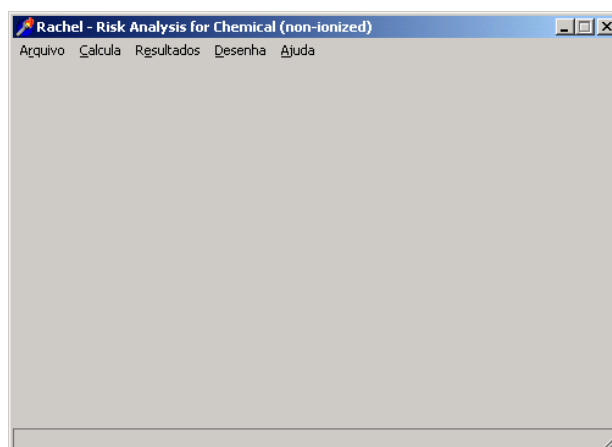 Rachel - Risk Analysis for Chemical (non-ionized)
Arquivo Calcula Resultados Desenha Ajuda